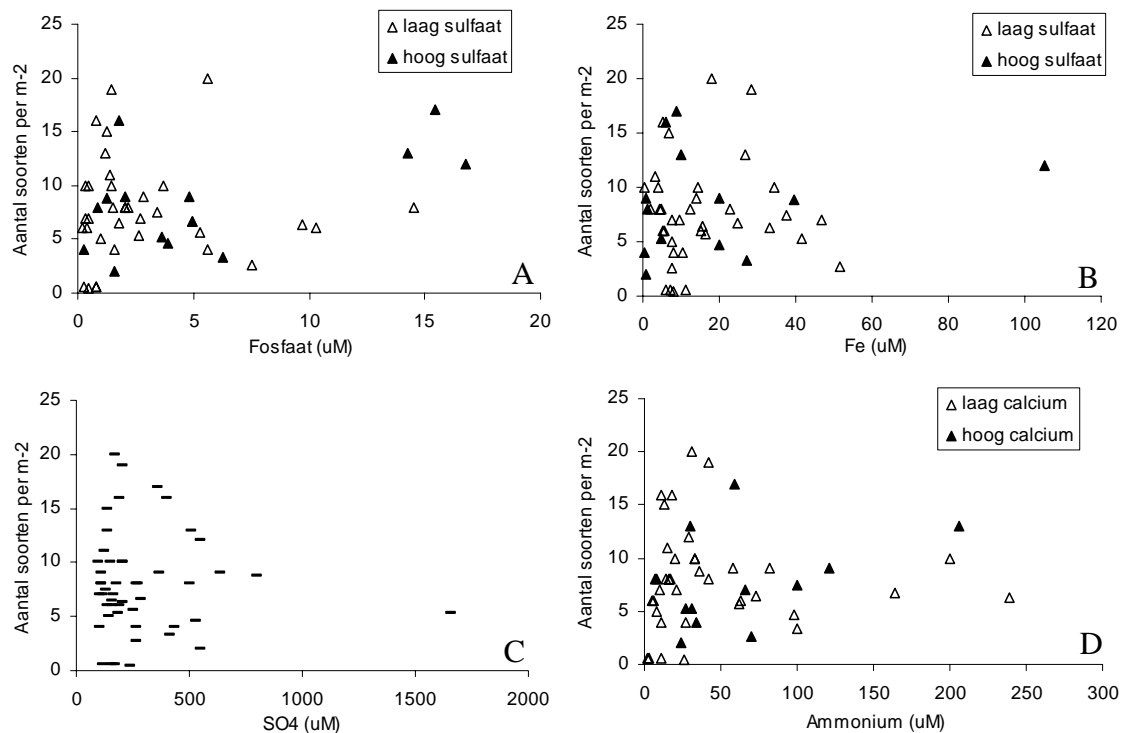 25
20
15
10
5
0
Aantal soorten per m-2
△ laag sulfaat
▲ hoog sulfaat
A
0 5 10 15 20
Fosfaat (uM)
25
20
15
10
5
0
Aantal soorten per m-2
△ laag sulfaat
▲ hoog sulfaat
B
0 20 40 60 80 100 120
Fe (uM)
25
20
15
10
5
0
Aantal soorten per m-2
C
0 500 1000 1500 2000
SO4 (uM)
25
20
15
10
5
0
Aantal soorten per m-2
△ laag calcium
▲ hoog calcium
D
0 50 100 150 200 250 300
Ammonium (uM)